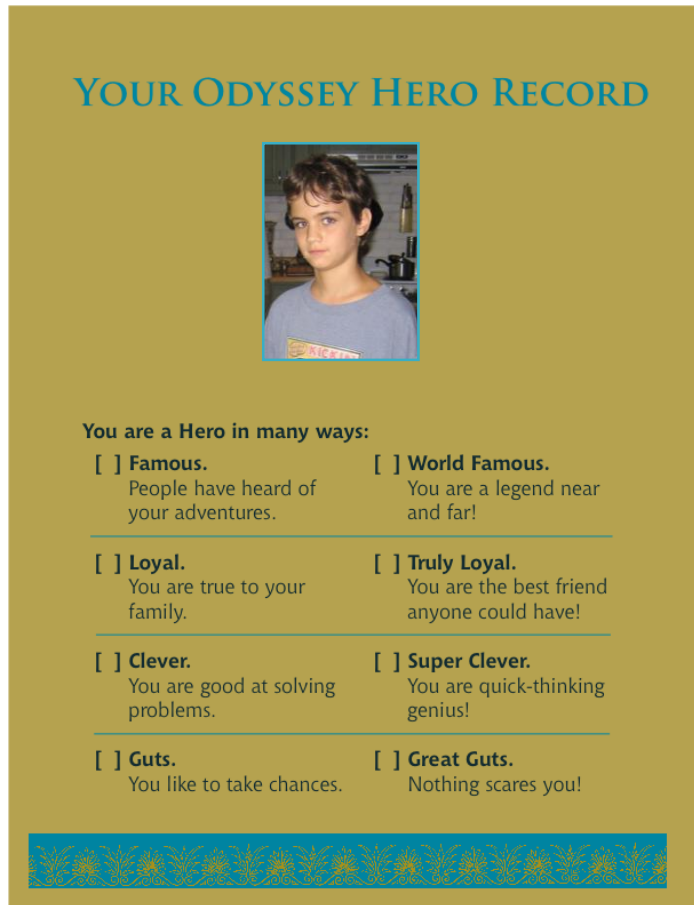 Your Odyssey Hero Record
KICKIN
You are a Hero in many ways:
[ ] Famous.
People have heard of
your adventures.
[ ] World Famous.
You are a legend near
and far!
[ ] Loyal.
You are true to your
family.
[ ] Truly Loyal.
You are the best friend
anyone could have!
[ ] Clever.
You are good at solving
problems.
[ ] Super Clever.
You are quick-thinking
genius!
[ ] Guts.
You like to take chances.
[ ] Great Guts.
Nothing scares you!